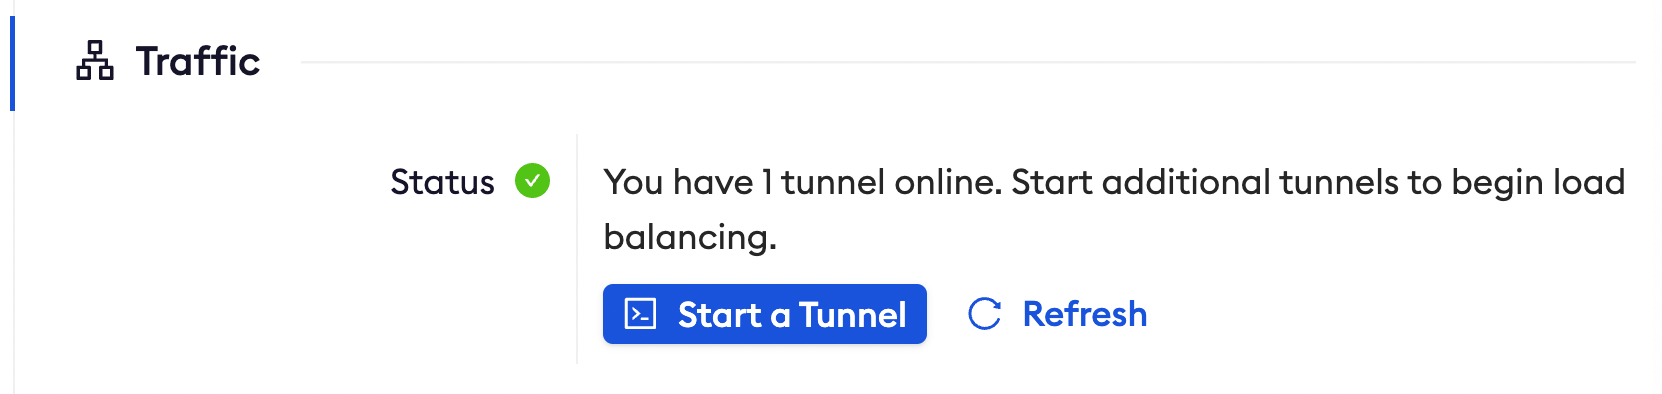 Traffic
Status
You have 1 tunnel online. Start additional tunnels to begin load
balancing.
Start a Tunnel
Refresh